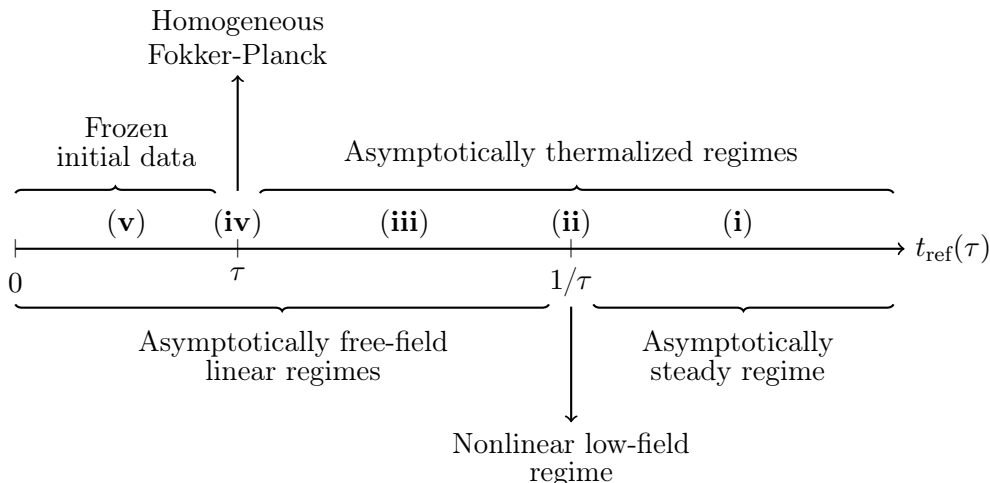 Homogeneous
Fokker-Planck
Frozen
initial data
Asymptotically thermalized regimes
(v) (iv) (iii) (ii) (i)
t_ref(τ)
0 τ 1/τ
Asymptotically free-field
linear regimes
Asymptotically
steady regime
Nonlinear low-field
regime